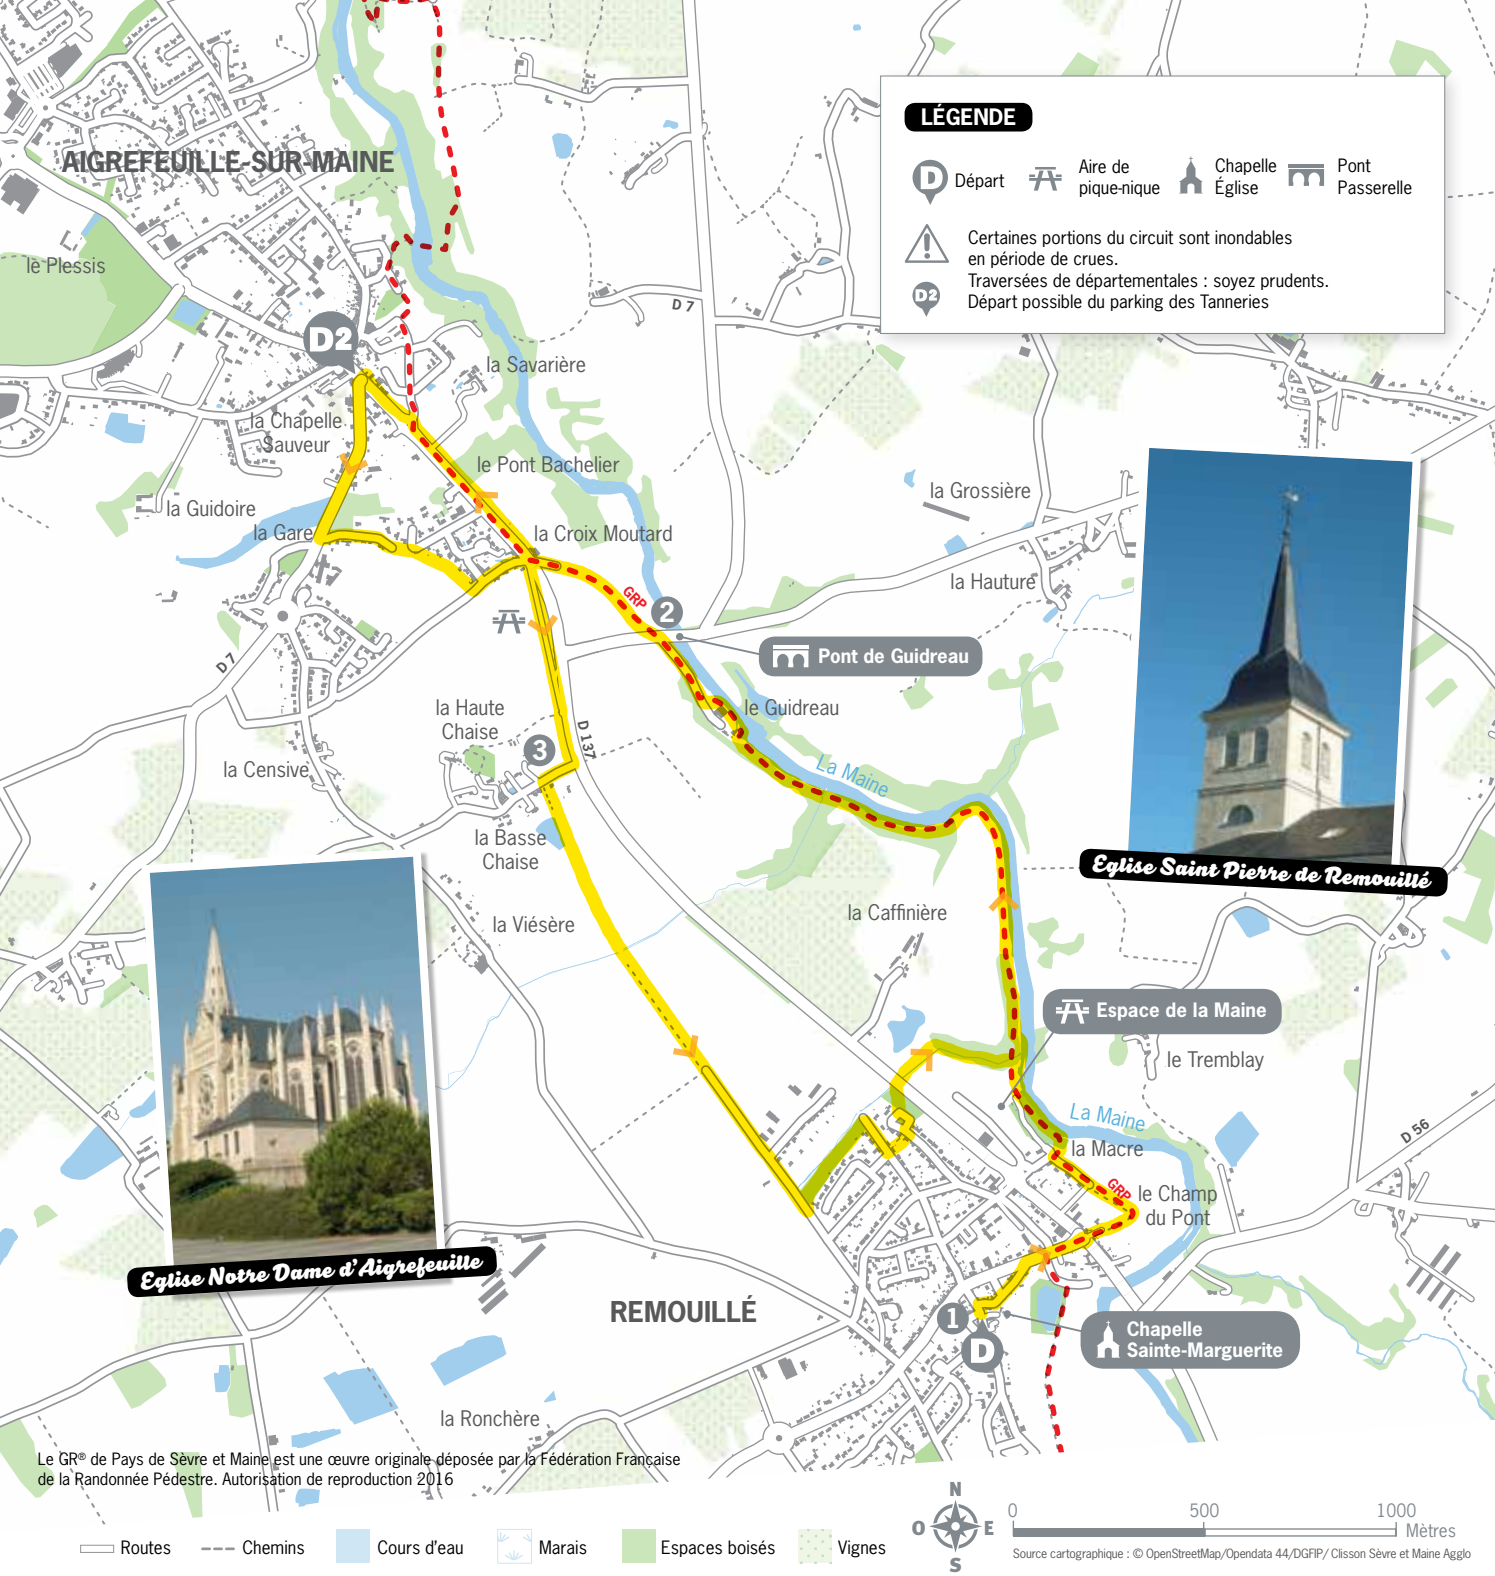 LÉGENDE
D Départ
Aire de
pique-nique
Chapelle
Église
Pont
Passerelle
Certaines portions du circuit sont inondables
en période de crues.
Traversées de départementales : soyez prudents.
D2 Départ possible du parking des Tanneries
AIGREFEUILLE-SUR-MAINE
le Plessis
D 7
D2
la Savarière
la Chapelle
Sauveur
le Pont Bachelier
la Guidoire
la Gare
la Croix Moutard
la Grossière
la Hauture
GRP
2
Pont de Guidreau
D 7
la Haute
Chaise
le Guidreau
3
D 137
la Censive
La Maine
la Basse
Chaise
Eglise Saint Pierre de Remouillé
la Viésère
la Caffinière
Espace de la Maine
le Tremblay
La Maine
D 56
la Macre
GRP
le Champ
du Pont
Eglise Notre Dame d'Aigrefeuille
REMOUILLÉ
1
D
Chapelle
Sainte-Marguerite
la Ronchère
Le GR® de Pays de Sèvre et Maine est une œuvre originale déposée par la Fédération Française
de la Randonnée Pédestre. Autorisation de reproduction 2016
Routes
Chemins
Cours d'eau
Marais
Espaces boisés
Vignes
N
O
E
S
0
500
1000
Mètres
Source cartographique : © OpenStreetMap/Opendata 44/DGFIP/ Clisson Sèvre et Maine Agglo